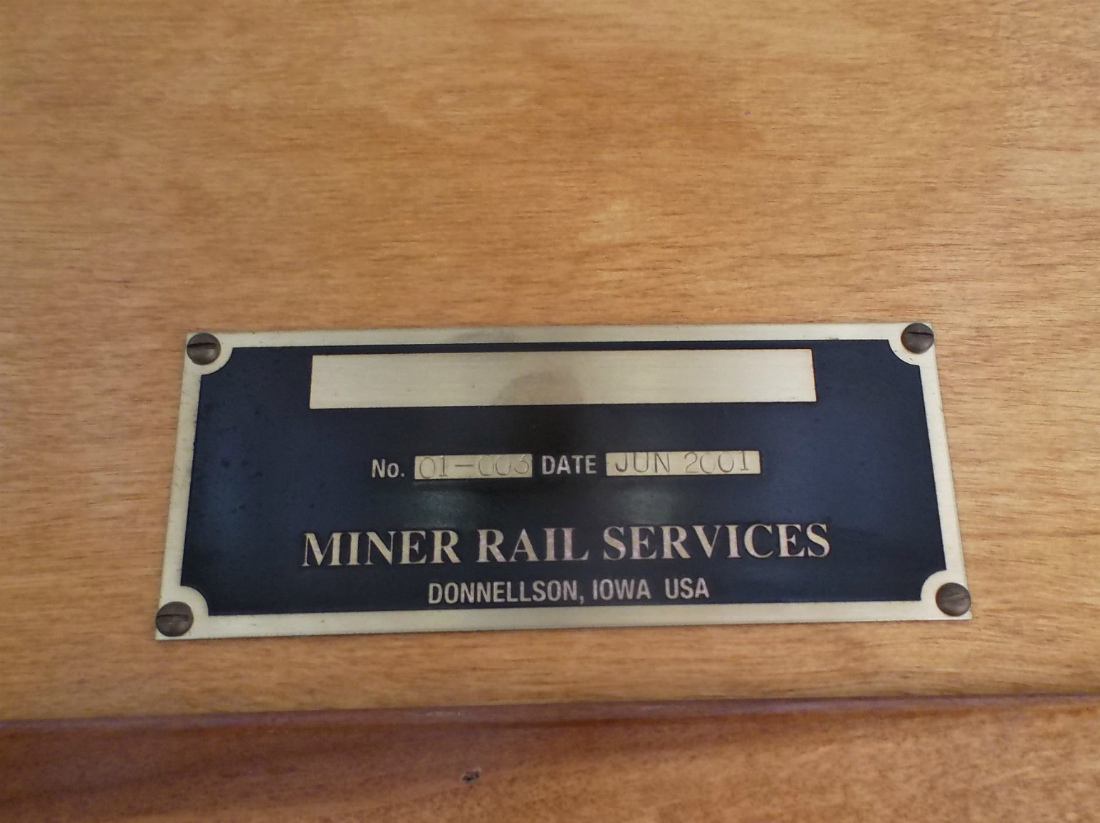 No. 01-003 DATE JUN 2001
MINER RAIL SERVICES
DONNELLSON, IOWA USA